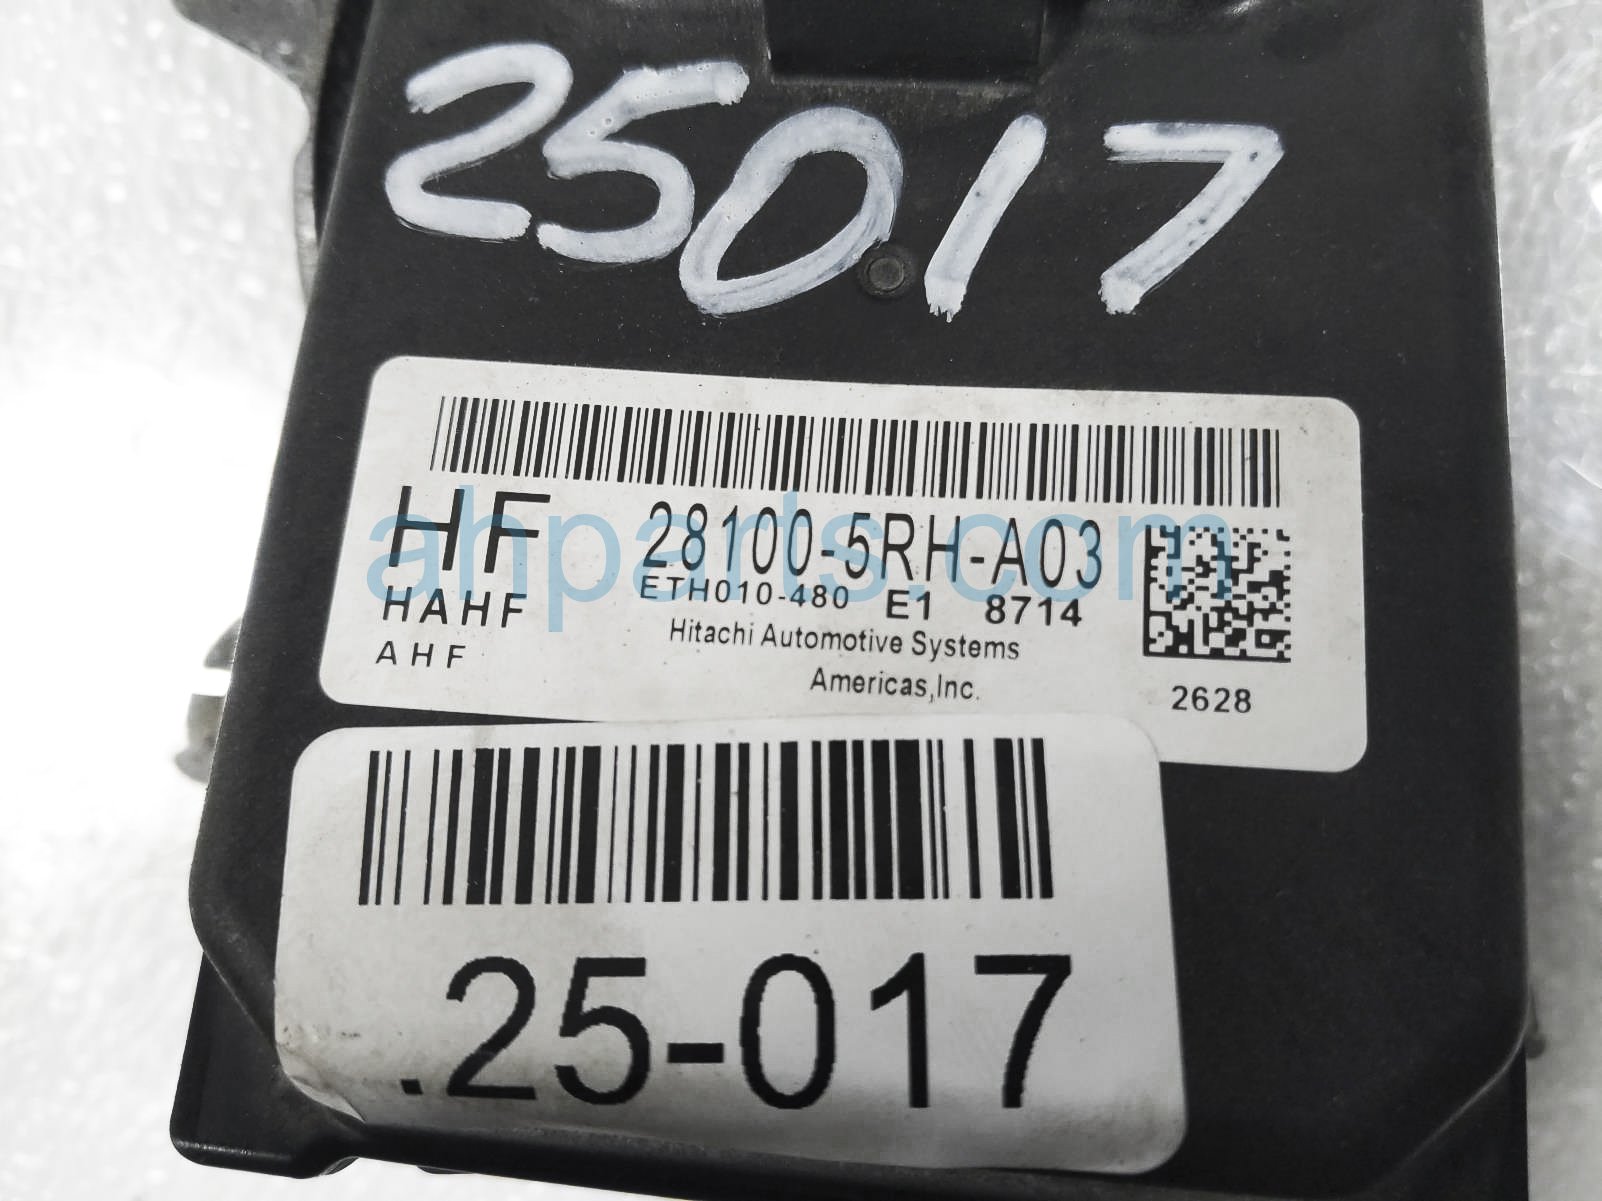 25017
HF 28100-5RH-A03
HAHF ETH010-480 E1 8714
AHF Hitachi Automotive Systems
Americas,Inc.
2628
ahparts.com
.25-017